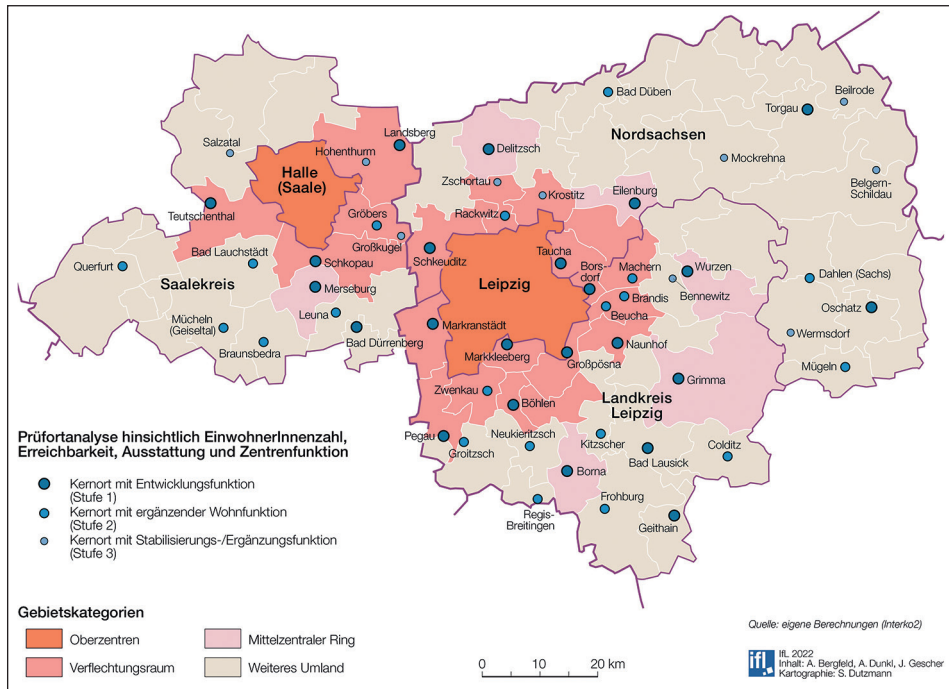 Bad Düben
Beilrode
Torgau
Nordsachsen
Landsberg
Salzatal
Hohenthurm
Delitzsch
Mockrehna
Halle
(Saale)
Zschortau
Krostitz
Eilenburg
Belgern-
Schildau
Teutschenthal
Gröbers
Rackwitz
Großkugel
Bad Lauchstädt
Schkeuditz
Taucha
Querfurt
Schkopau
Bors-
dorf
Machern
Wurzen
Dahlen (Sachs)
Saalekreis
Merseburg
Leipzig
Brandis
Bennewitz
Oschatz
Mücheln
(Geiseltal)
Leuna
Markranstädt
Beucha
Wermsdorf
Braunsbedra
Bad Dürrenberg
Markkleeberg
Naunhof
Großpösna
Mügeln
Zwenkau
Grimma
Böhlen
Landkreis
Leipzig
Pegau
Groitzsch
Neukieritzsch
Kitzscher
Colditz
Bad Lausick
Borna
Regis-
Breitingen
Frohburg
Geithain
Prüfortanalyse hinsichtlich EinwohnerInnenzahl,
Erreichbarkeit, Ausstattung und Zentrenfunktion
Kernort mit Entwicklungsfunktion
(Stufe 1)
Kernort mit ergänzender Wohnfunktion
(Stufe 2)
Kernort mit Stabilisierungs-/Ergänzungsfunktion
(Stufe 3)
Gebietskategorien
Oberzentren
Mittelzentraler Ring
Verflechtungsraum
Weiteres Umland
0 10 20 km
Quelle: eigene Berechnungen (Interko2)
ifl
IfL 2022
Inhalt: A. Bergfeld, A. Dunkl, J. Gescher
Kartographie: S. Dutzmann